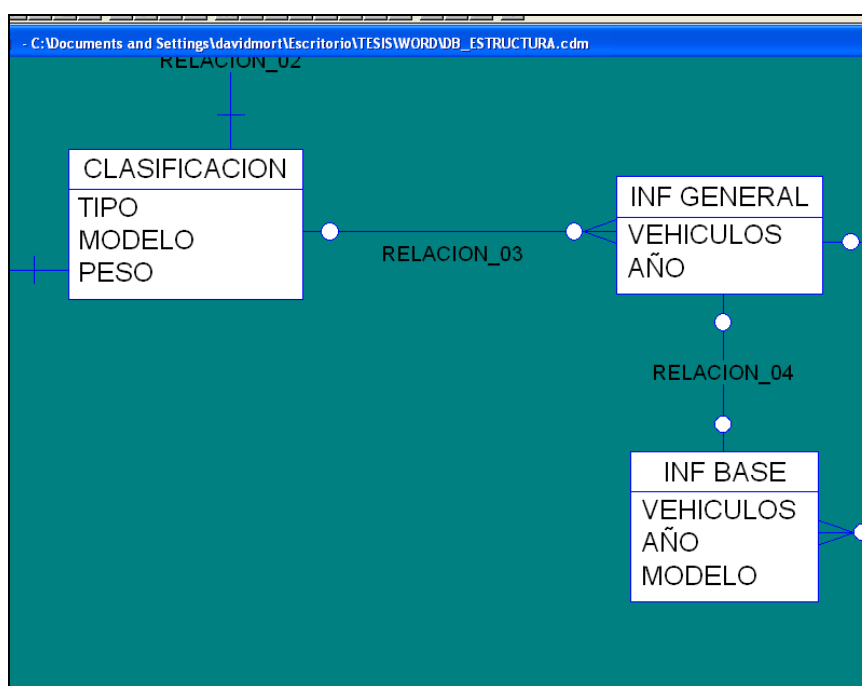 - C:\Documents and Settings\davidmort\Escritorio\TESIS\WORD\DB_ESTRUCTURA.cdm
RELACION_02
CLASIFICACION
TIPO
MODELO
PESO
RELACION_03
INF GENERAL
VEHICULOS
AÑO
RELACION_04
INF BASE
VEHICULOS
AÑO
MODELO